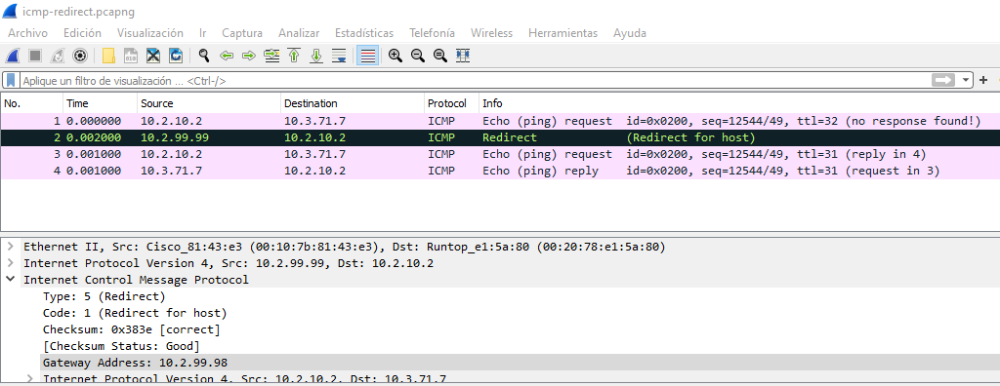 icmp-redirect.pcapng
Archivo Edición Visualización Ir Captura Analizar Estadísticas Telefonía Wireless Herramientas Ayuda
Aplique un filtro de visualización ... <Ctrl-/>
No. Time Source Destination Protocol Info
1 0.000000 10.2.10.2 10.3.71.7 ICMP Echo (ping) request id=0x0200, seq=12544/49, ttl=32 (no response found!)
2 0.002000 10.2.99.99 10.2.10.2 ICMP Redirect (Redirect for host)
3 0.001000 10.2.10.2 10.3.71.7 ICMP Echo (ping) request id=0x0200, seq=12544/49, ttl=31 (reply in 4)
4 0.001000 10.3.71.7 10.2.10.2 ICMP Echo (ping) reply id=0x0200, seq=12544/49, ttl=31 (request in 3)
Ethernet II, Src: Cisco_81:43:e3 (00:10:7b:81:43:e3), Dst: Runtop_e1:5a:80 (00:20:78:e1:5a:80)
Internet Protocol Version 4, Src: 10.2.99.99, Dst: 10.2.10.2
Internet Control Message Protocol
Type: 5 (Redirect)
Code: 1 (Redirect for host)
Checksum: 0x383e [correct]
[Checksum Status: Good]
Gateway Address: 10.2.99.98
Internet Protocol Version 4, Src: 10.2.10.2, Dst: 10.3.71.7